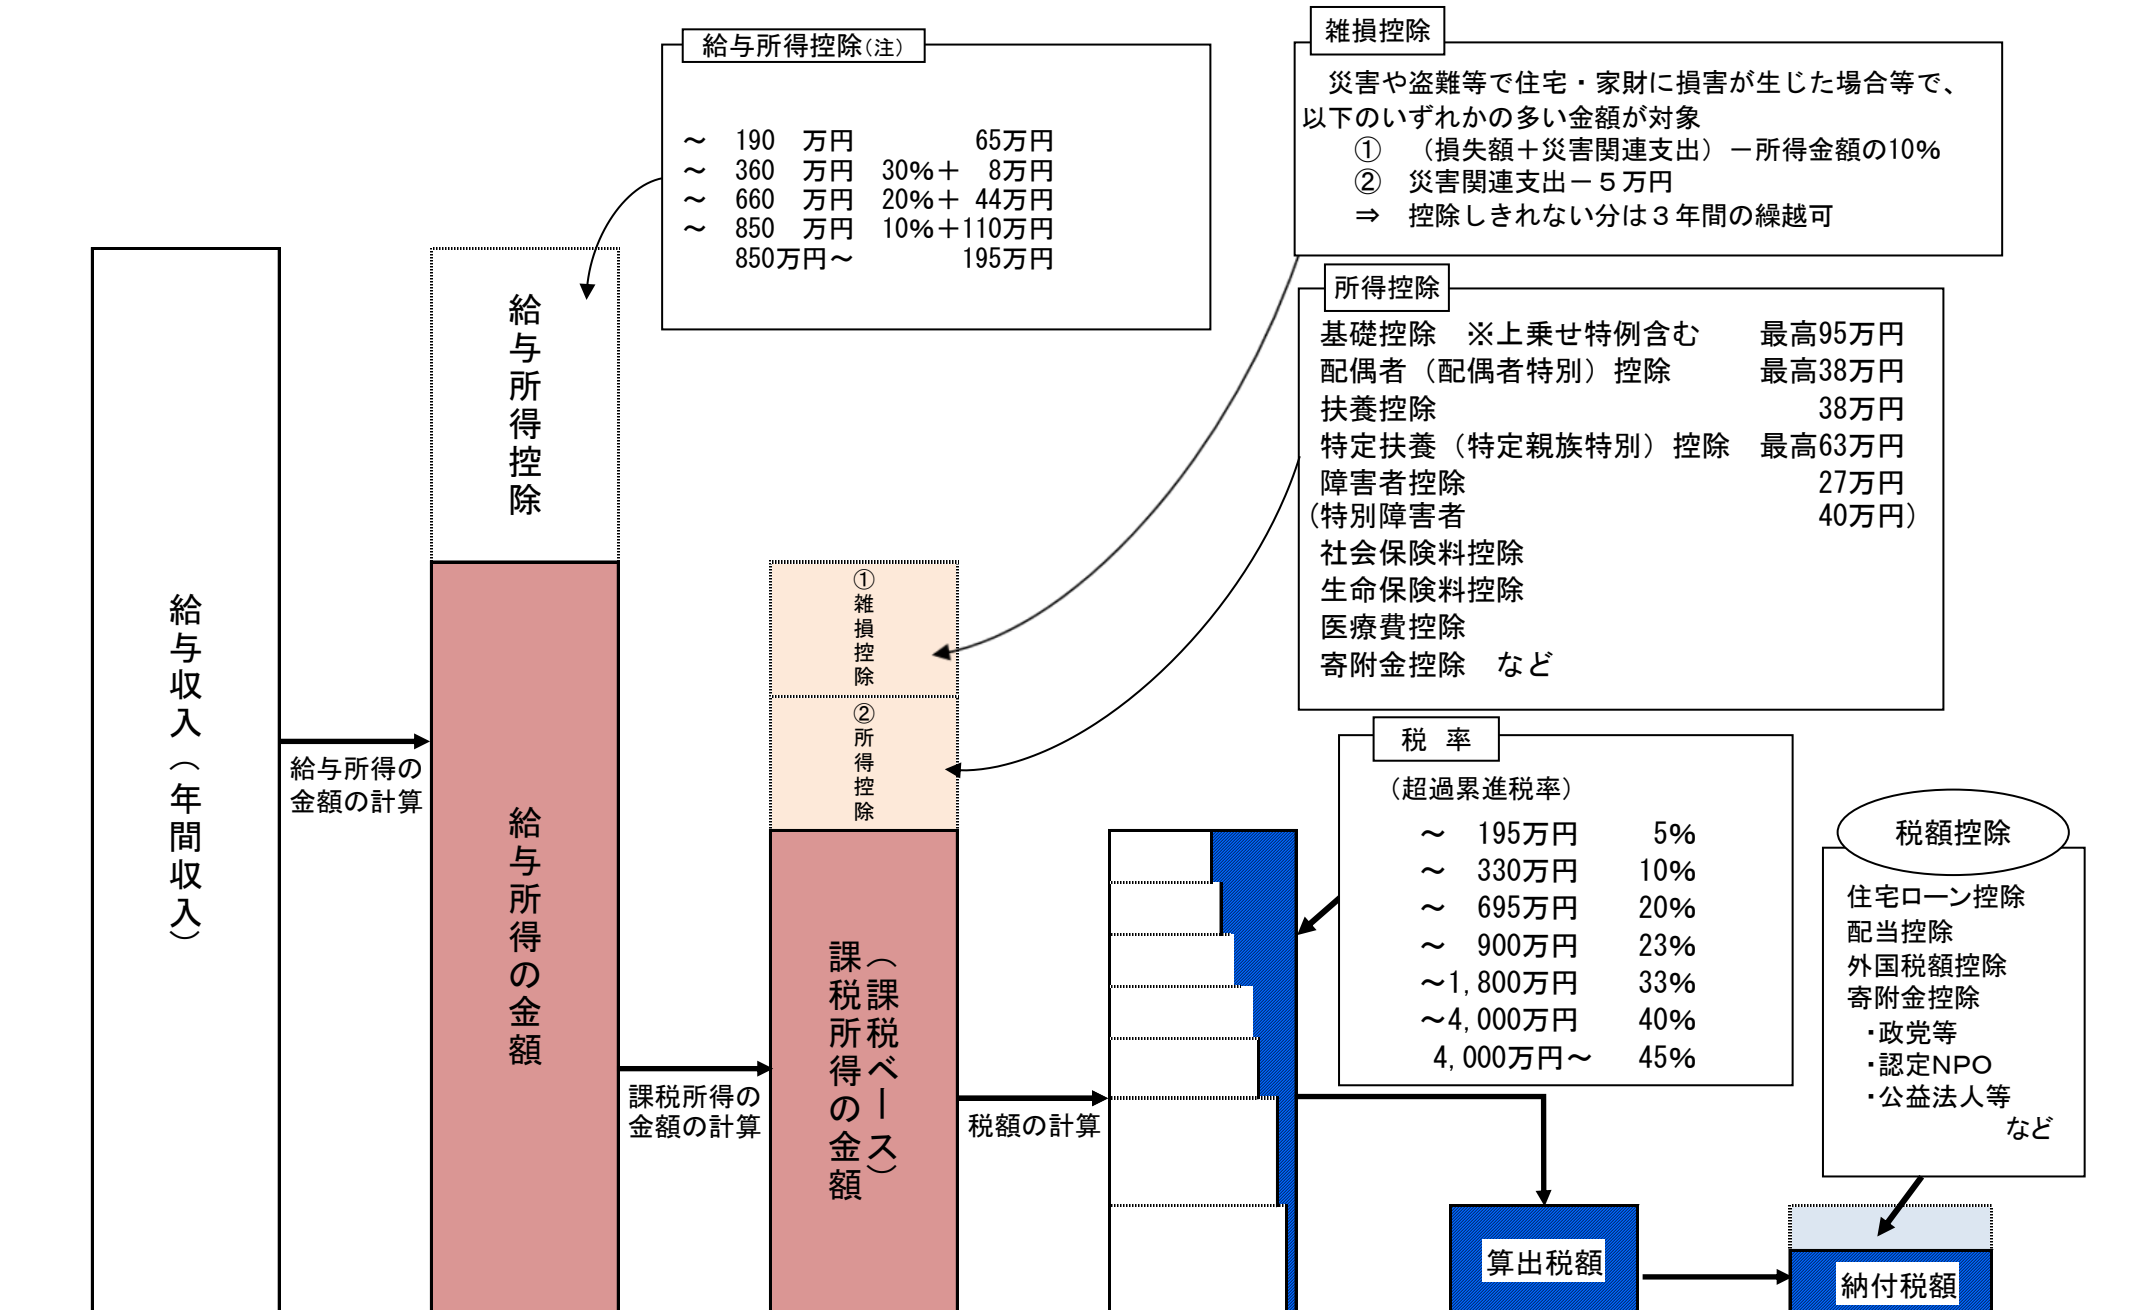 給与所得控除(注)
～ 190 万円 65万円
～ 360 万円 30%＋ 8万円
～ 660 万円 20%＋ 44万円
～ 850 万円 10%＋110万円
850万円～ 195万円
雑損控除
災害や盗難等で住宅・家財に損害が生じた場合等で、
以下のいずれかの多い金額が対象
① （損失額＋災害関連支出）－所得金額の10%
② 災害関連支出－５万円
⇒ 控除しきれない分は３年間の繰越可
所得控除
基礎控除 ※上乗せ特例含む 最高95万円
配偶者（配偶者特別）控除 最高38万円
扶養控除 38万円
特定扶養（特定親族特別）控除 最高63万円
障害者控除 27万円
（特別障害者 40万円）
社会保険料控除
生命保険料控除
医療費控除
寄附金控除 など
給与収入（年間収入）
給与所得の
金額の計算
給与所得控除
給与所得の金額
課税所得の
金額の計算
①雑損控除
②所得控除
（課税ベース）
課税所得の金額
税額の計算
税 率
（超過累進税率）
～ 195万円 5%
～ 330万円 10%
～ 695万円 20%
～ 900万円 23%
～1,800万円 33%
～4,000万円 40%
4,000万円～ 45%
税額控除
住宅ローン控除
配当控除
外国税額控除
寄附金控除
・政党等
・認定NPO
・公益法人等
など
算出税額
納付税額